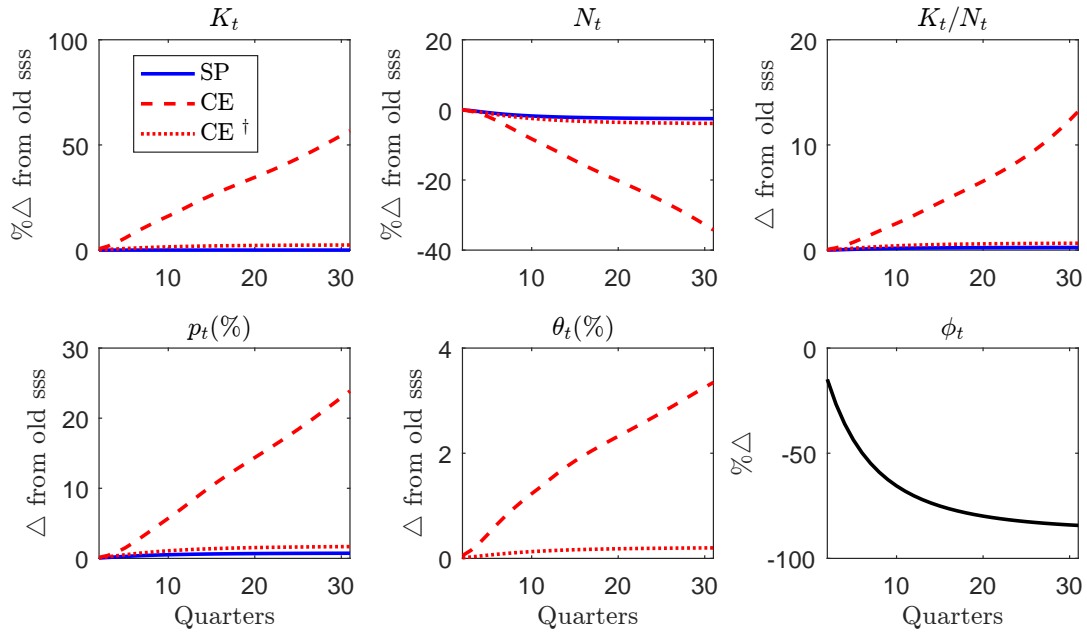 K_t
N_t
K_t/N_t
%△ from old sss
100
50
0
SP
CE
CE †
10
20
30
%△ from old sss
20
0
-20
-40
10
20
30
△ from old sss
20
10
0
10
20
30
p_t(%)
θ_t(%)
ϕ_t
△ from old sss
30
20
10
0
10
20
30
Quarters
△ from old sss
4
2
0
10
20
30
Quarters
%△
0
-50
-100
10
20
30
Quarters